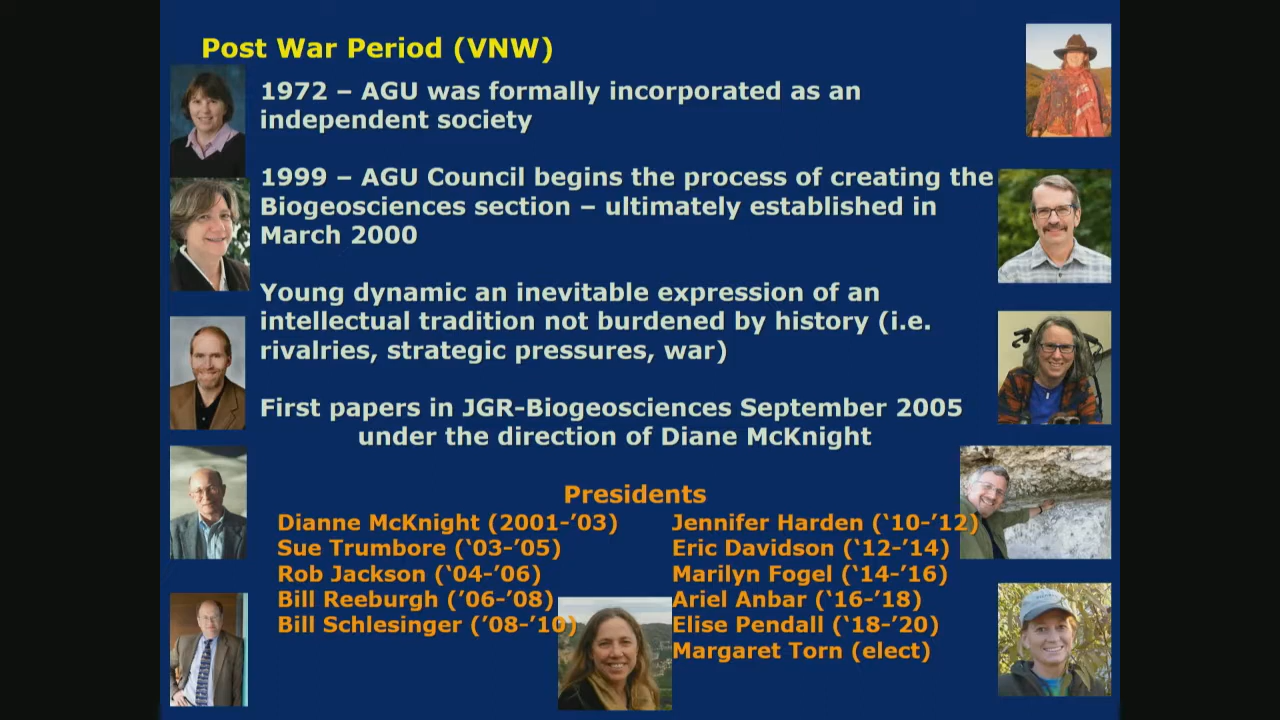 Post War Period (VNW)
1972 – AGU was formally incorporated as an
independent society
1999 – AGU Council begins the process of creating the
Biogeosciences section – ultimately established in
March 2000
Young dynamic an inevitable expression of an
intellectual tradition not burdened by history (i.e.
rivalries, strategic pressures, war)
First papers in JGR-Biogeosciences September 2005
under the direction of Diane McKnight
Presidents
Dianne McKnight (2001-’03)
Sue Trumbore (‘03-’05)
Rob Jackson (‘04-’06)
Bill Reeburgh (’06-’08)
Bill Schlesinger (’08-’10)
Jennifer Harden (‘10-’12)
Eric Davidson (‘12-’14)
Marilyn Fogel (‘14-’16)
Ariel Anbar (‘16-’18)
Elise Pendall (‘18-’20)
Margaret Torn (elect)